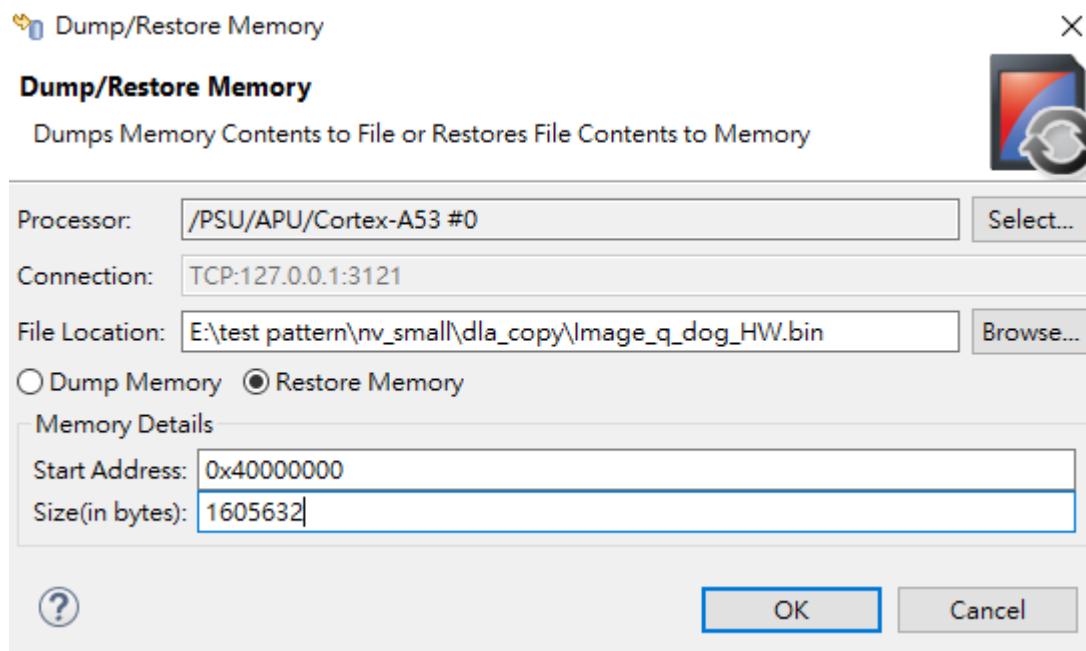 Dump/Restore Memory
Dump/Restore Memory
Dumps Memory Contents to File or Restores File Contents to Memory
Processor: /PSU/APU/Cortex-A53 #0 Select...
Connection: TCP:127.0.0.1:3121
File Location: E:\test pattern\nv_small\dla_copy\Image_q_dog_HW.bin Browse...
Dump Memory Restore Memory
Memory Details
Start Address: 0x40000000
Size(in bytes): 1605632
? OK Cancel